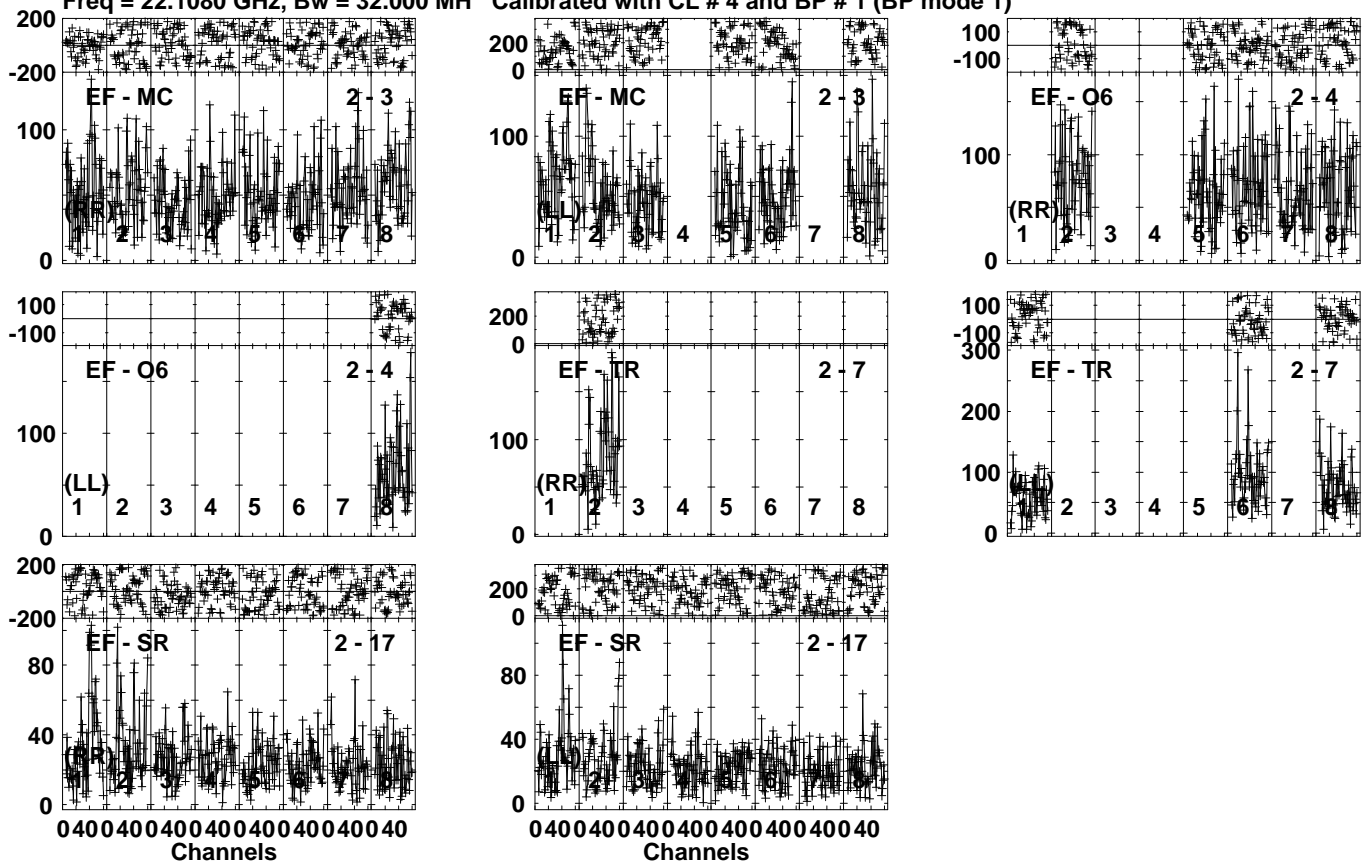 Freq = 22.1080 GHz, Bw = 32.000 MH Calibrated with CL # 4 and BP # 1 (BP mode 1)
200
-200
EF - MC 2 - 3
100
(RR)
1 2 3 4 5 6 7 8
0
200
0
EF - MC 2 - 3
100
(LL)
1 2 3 4 5 6 7 8
0
100
-100
EF - O6 2 - 4
100
(RR)
1 2 3 4 5 6 7 8
0
100
-100
EF - O6 2 - 4
100
(LL)
1 2 3 4 5 6 7 8
0
200
0
EF - TR 2 - 7
100
(RR)
1 2 3 4 5 6 7 8
0
100
-100
300
EF - TR 2 - 7
200
100
(LL)
1 2 3 4 5 6 7 8
0
200
-200
EF - SR 2 - 17
80
40
(RR)
1 2 3 4 5 6 7 8
0
0 40 0 40 0 40 0 40 0 40 0 40 0 40 0 40
Channels
200
0
EF - SR 2 - 17
80
40
(LL)
1 2 3 4 5 6 7 8
0
0 40 0 40 0 40 0 40 0 40 0 40 0 40 0 40
Channels